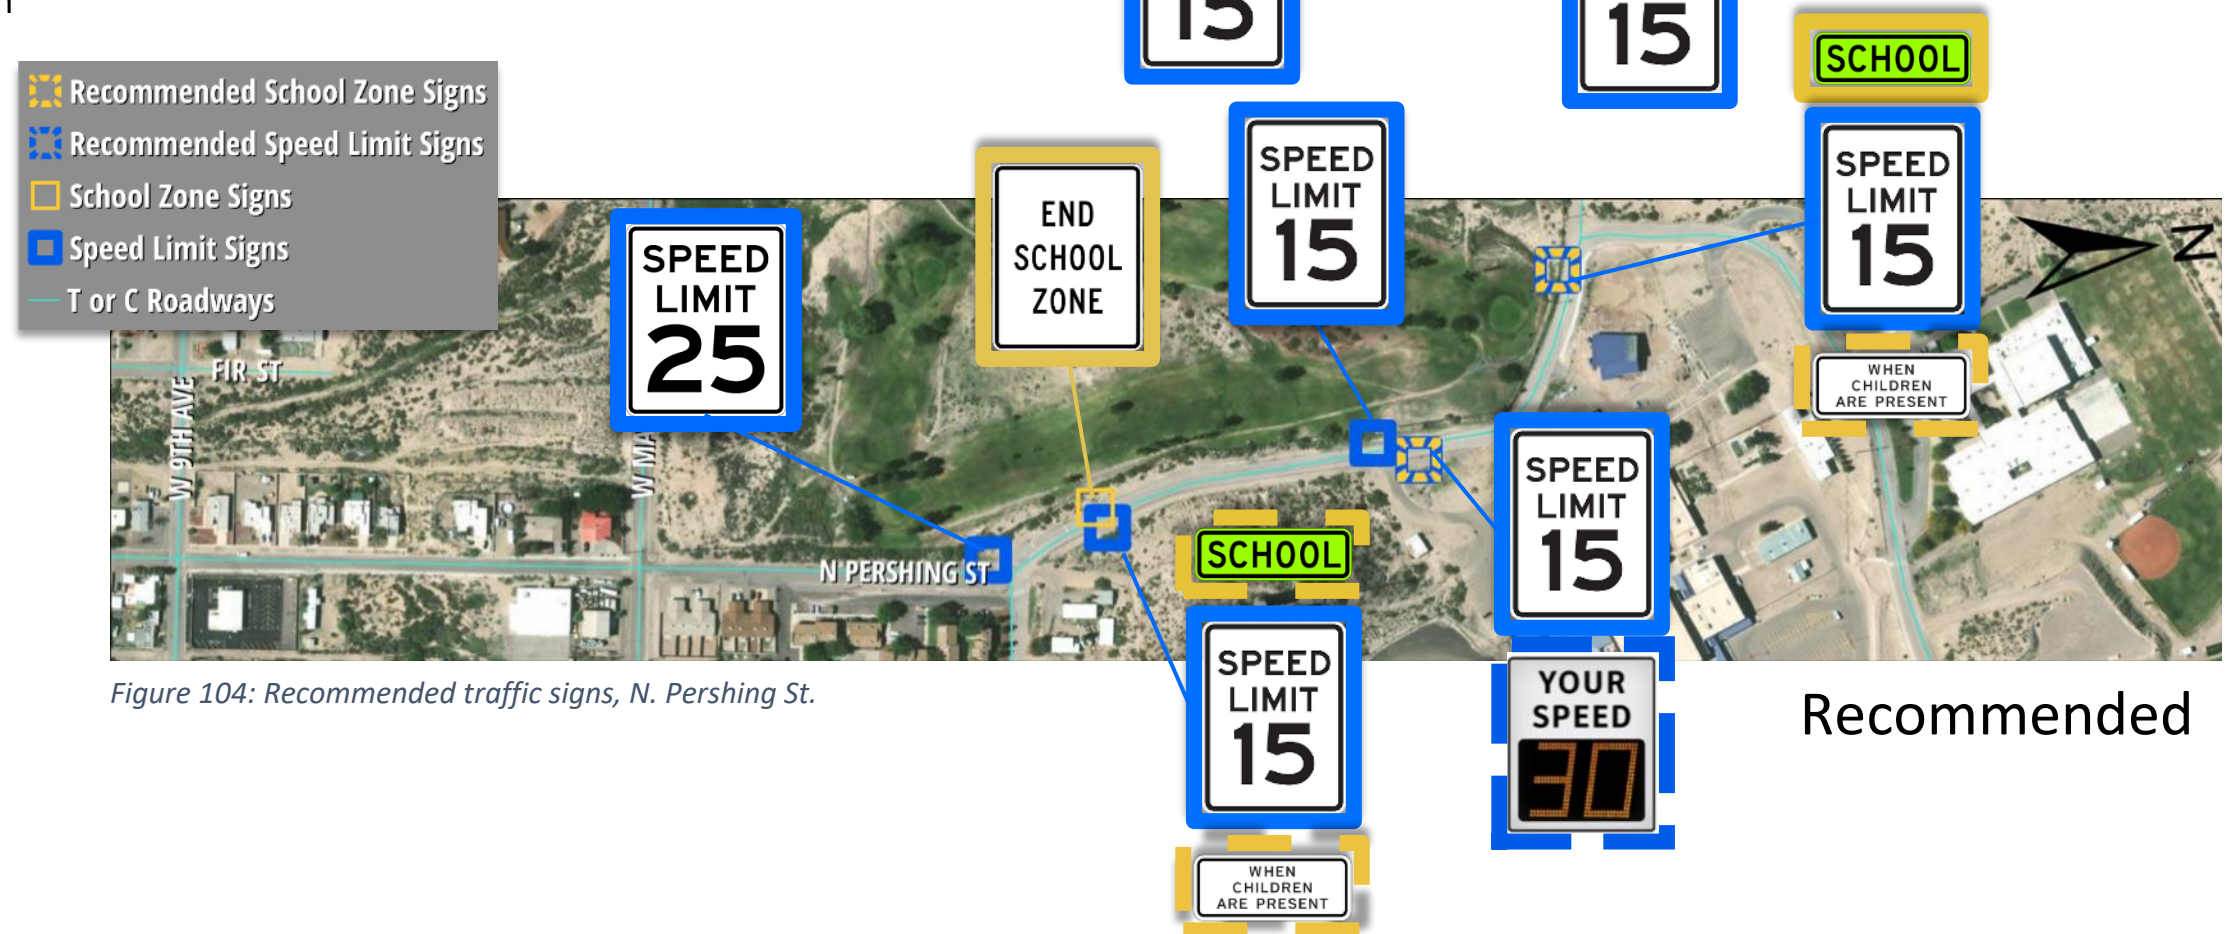 15
15
SCHOOL
Recommended School Zone Signs
Recommended Speed Limit Signs
School Zone Signs
Speed Limit Signs
T or C Roadways
SPEED
LIMIT
25
END
SCHOOL
ZONE
SPEED
LIMIT
15
SPEED
LIMIT
15
WHEN
CHILDREN
ARE PRESENT
N
FIR ST
W 9TH AVE
W MA
N PERSHING ST
SCHOOL
SPEED
LIMIT
15
WHEN
CHILDREN
ARE PRESENT
SPEED
LIMIT
15
YOUR
SPEED
30
Figure 104: Recommended traffic signs, N. Pershing St.
Recommended